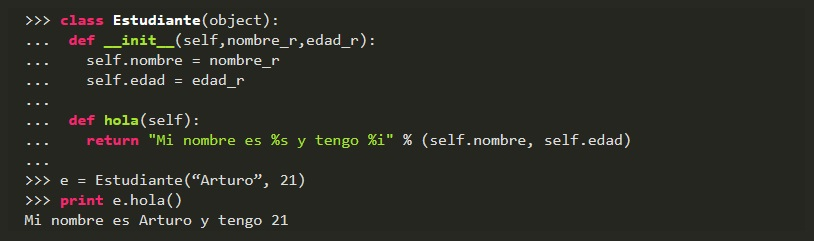 >>> class Estudiante(object):
...  def __init__(self,nombre_r,edad_r):
...    self.nombre = nombre_r
...    self.edad = edad_r
...
...  def hola(self):
...    return "Mi nombre es %s y tengo %i" % (self.nombre, self.edad)
...
>>> e = Estudiante(“Arturo”, 21)
>>> print e.hola()
Mi nombre es Arturo y tengo 21